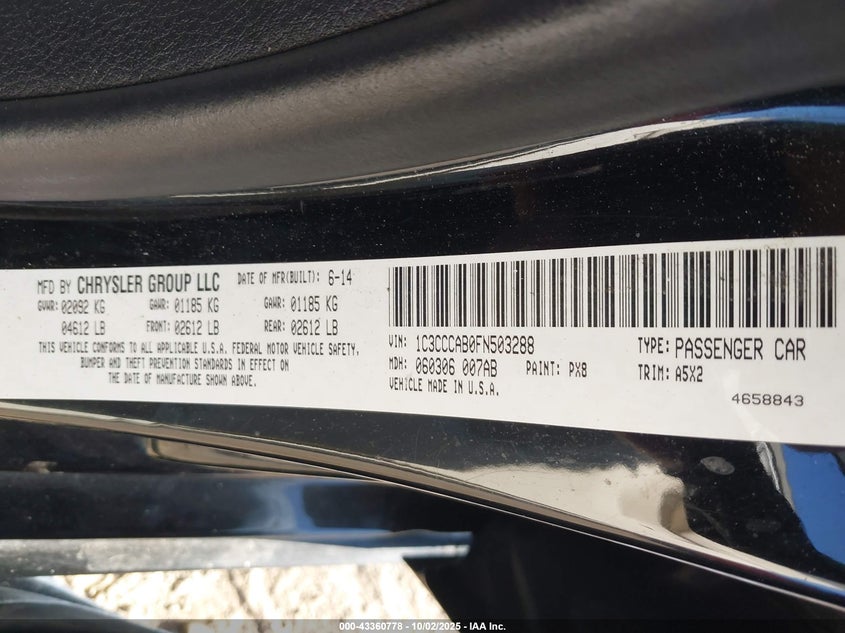 MFD BY CHRYSLER GROUP LLC DATE OF MFR(BUILT): 6-14
GVWR: 02092 KG GAWR: 01185 KG GAWR: 01185 KG
04612 LB FRONT: 02612 LB REAR: 02612 LB
THIS VEHICLE CONFORMS TO ALL APPLICABLE U.S.A. FEDERAL MOTOR VEHICLE SAFETY,
BUMPER AND THEFT PREVENTION STANDARDS IN EFFECT ON
THE DATE OF MANUFACTURE SHOWN ABOVE.
VIN: 1C3CCCAB0FN503288 TYPE: PASSENGER CAR
MDH: 060306 007AB PAINT: PX8 TRIM: A5X2
VEHICLE MADE IN U.S.A.
4658843
000-43360778 - 10/02/2025 - IAA Inc.